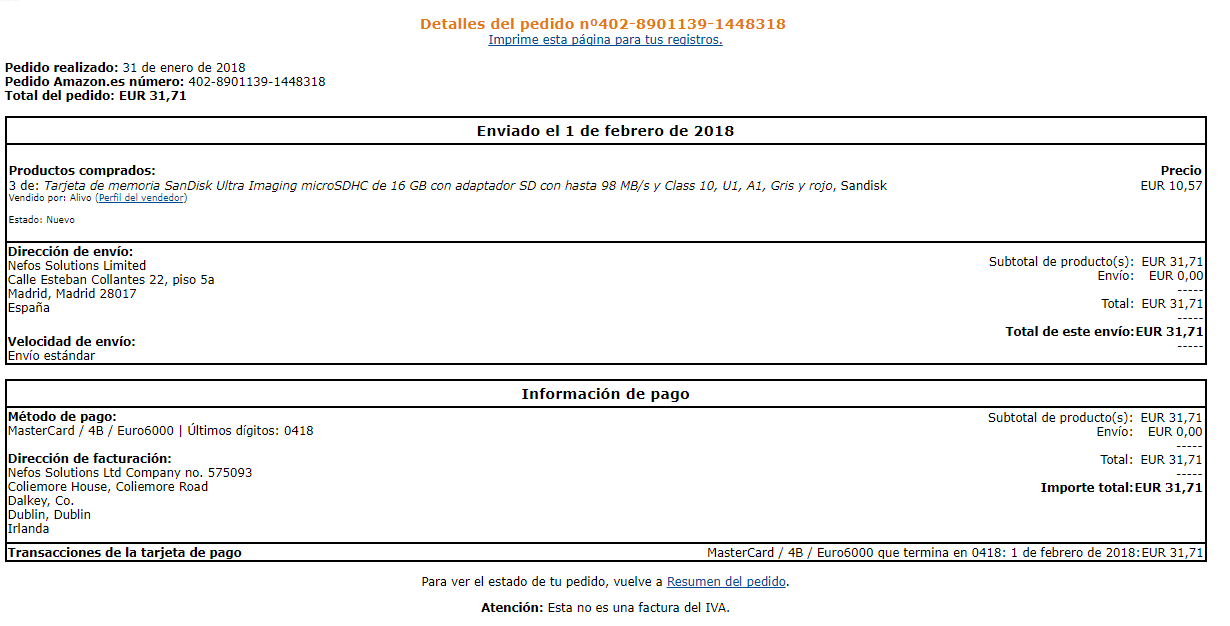 Detalles del pedido nº402-8901139-1448318
Imprime esta página para tus registros.
Pedido realizado: 31 de enero de 2018
Pedido Amazon.es número: 402-8901139-1448318
Total del pedido: EUR 31,71
Enviado el 1 de febrero de 2018
Productos comprados: Precio
3 de: Tarjeta de memoria SanDisk Ultra Imaging microSDHC de 16 GB con adaptador SD con hasta 98 MB/s y Class 10, U1, A1, Gris y rojo, Sandisk EUR 10,57
Vendido por: Alivo (Perfil del vendedor)
Estado: Nuevo
Dirección de envío:
Nefos Solutions Limited
Calle Esteban Collantes 22, piso 5a
Madrid, Madrid 28017
España
Velocidad de envío:
Envío estándar
Subtotal de producto(s): EUR 31,71
Envío: EUR 0,00
-----
Total: EUR 31,71
-----
Total de este envío:EUR 31,71
-----
Información de pago
Método de pago:
MasterCard / 4B / Euro6000 | Últimos dígitos: 0418
Dirección de facturación:
Nefos Solutions Ltd Company no. 575093
Coliemore House, Coliemore Road
Dalkey, Co.
Dublin, Dublin
Irlanda
Subtotal de producto(s): EUR 31,71
Envío: EUR 0,00
-----
Total: EUR 31,71
-----
Importe total:EUR 31,71
Transacciones de la tarjeta de pago MasterCard / 4B / Euro6000 que termina en 0418: 1 de febrero de 2018:EUR 31,71
Para ver el estado de tu pedido, vuelve a Resumen del pedido.
Atención: Esta no es una factura del IVA.